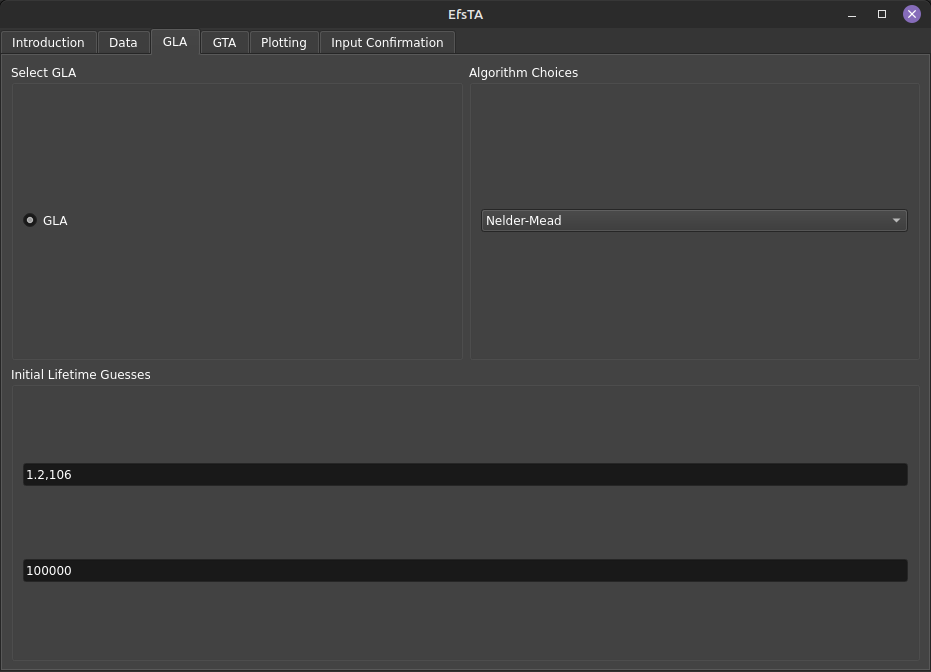 EfsTA
Introduction Data GLA GTA Plotting Input Confirmation
Select GLA
Algorithm Choices
GLA
Nelder-Mead
Initial Lifetime Guesses
1.2,106
100000